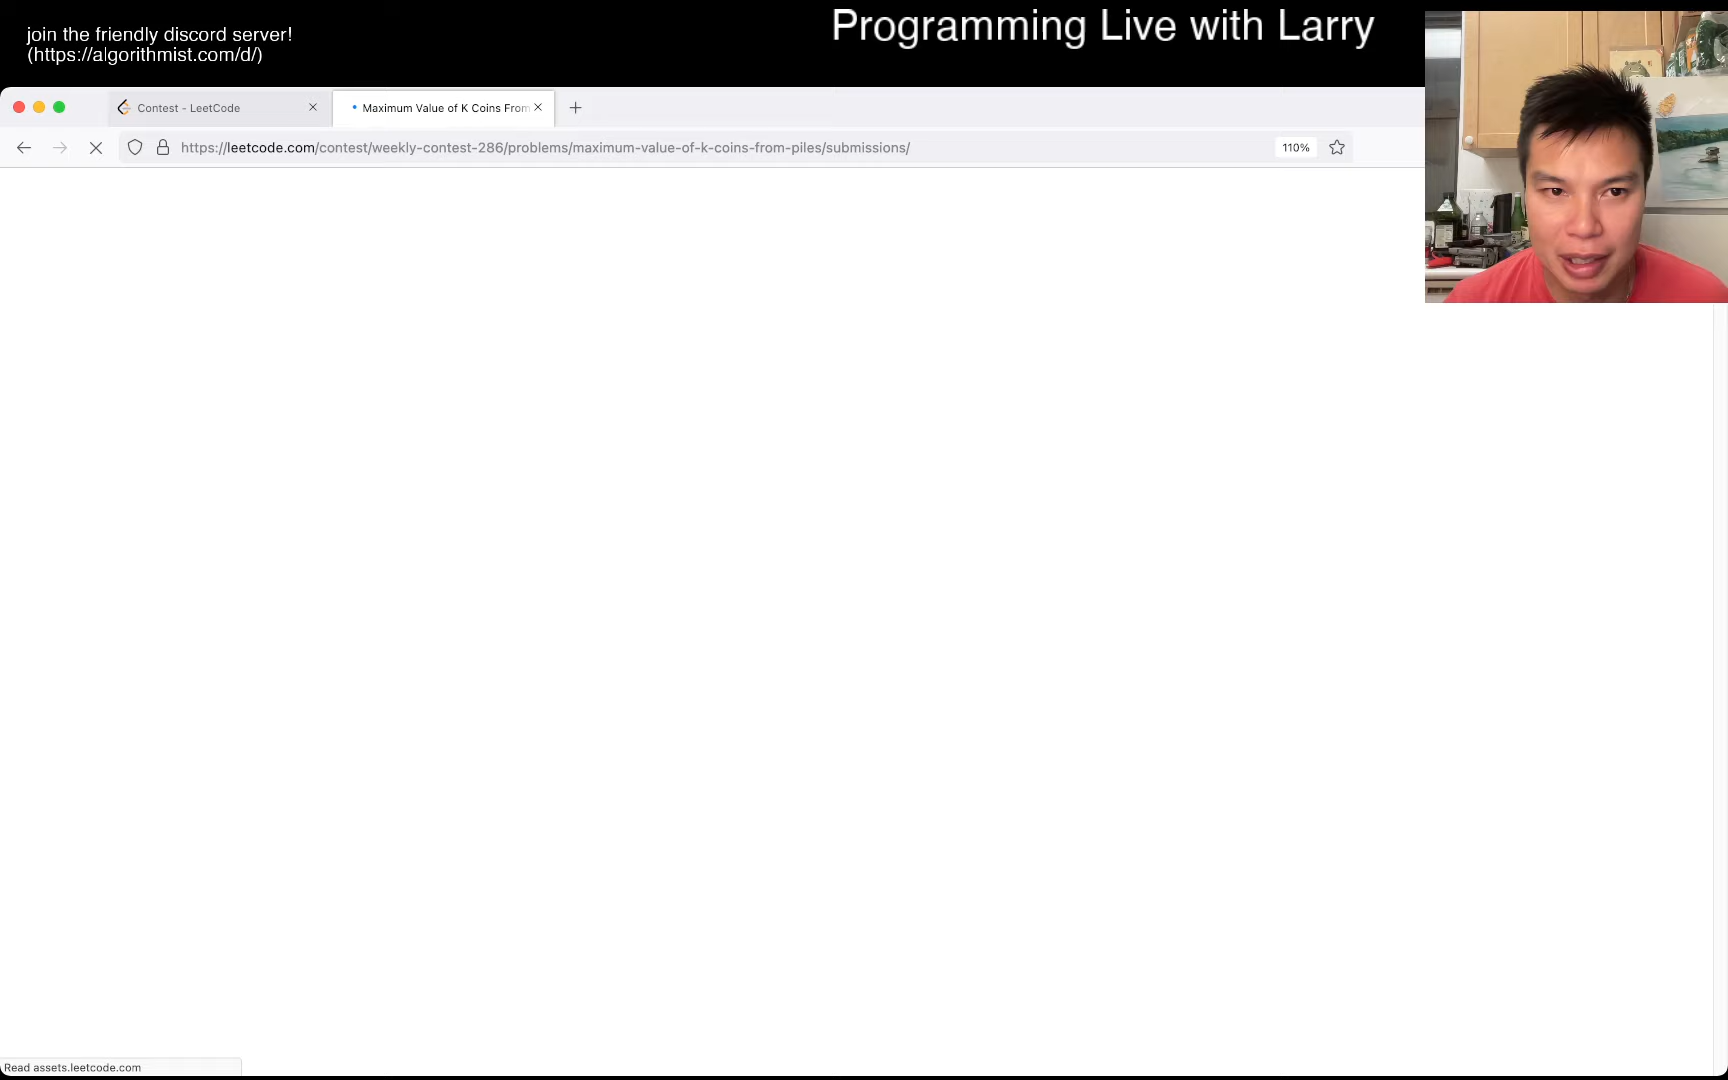 join the friendly discord server!
(https://algorithmist.com/d/)
Programming Live with Larry
Contest - LeetCode
Maximum Value of K Coins From
https://leetcode.com/contest/weekly-contest-286/problems/maximum-value-of-k-coins-from-piles/submissions/
110%
Read assets.leetcode.com